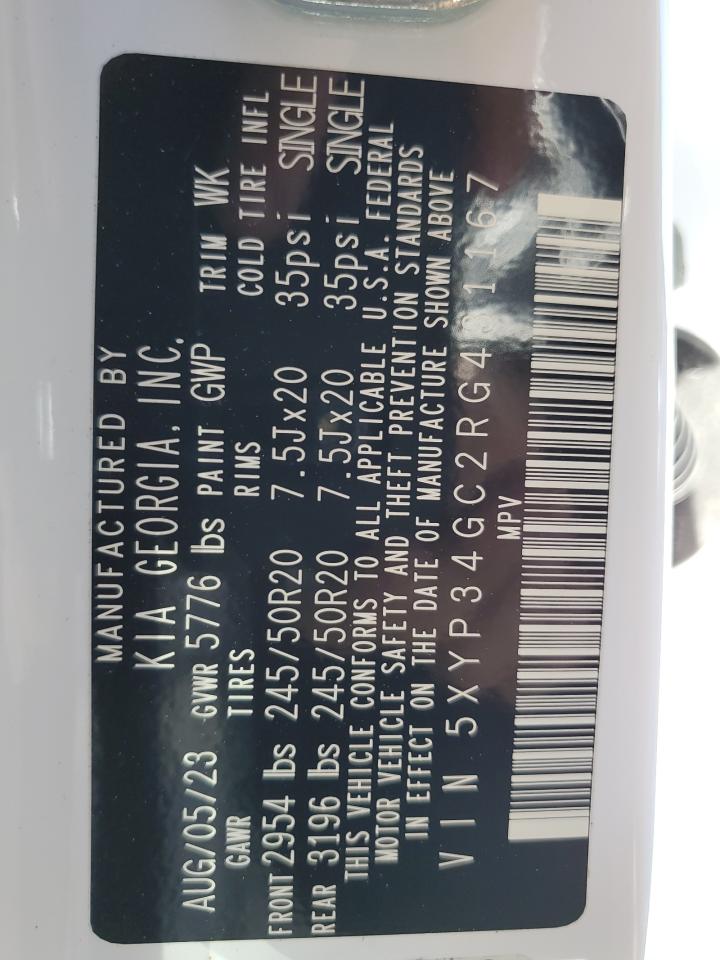 MANUFACTURED BY
KIA GEORGIA, INC.
AUG/05/23 GVWR 5776 lbs PAINT GWP TRIM WK
GAWR TIRES RIMS COLD TIRE INFL
FRONT 2954 lbs 245/50R20 7.5Jx20 35psi SINGLE
REAR 3196 lbs 245/50R20 7.5Jx20 35psi SINGLE
THIS VEHICLE CONFORMS TO ALL APPLICABLE U.S.A. FEDERAL
MOTOR VEHICLE SAFETY AND THEFT PREVENTION STANDARDS
IN EFFECT ON THE DATE OF MANUFACTURE SHOWN ABOVE
VIN 5XYP34GC2RG431167
MPV